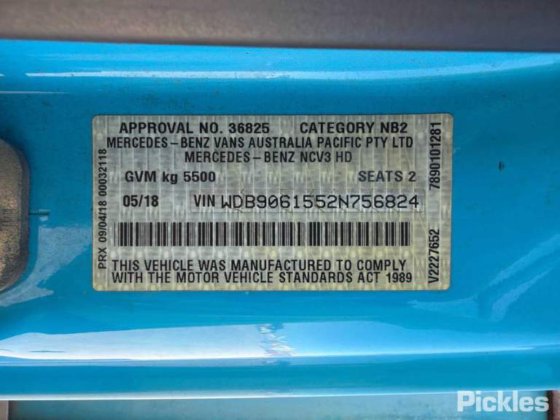 APPROVAL NO. 36825 CATEGORY NB2
MERCEDES-BENZ VANS AUSTRALIA PACIFIC PTY LTD
MERCEDES-BENZ NCV3 HD
GVM kg 5500 SEATS 2
05/18 VIN WDB9061552N756824
THIS VEHICLE WAS MANUFACTURED TO COMPLY
WITH THE MOTOR VEHICLE STANDARDS ACT 1989
PRX 09/04/18 00032118
7890101281
V2227652
Pickles